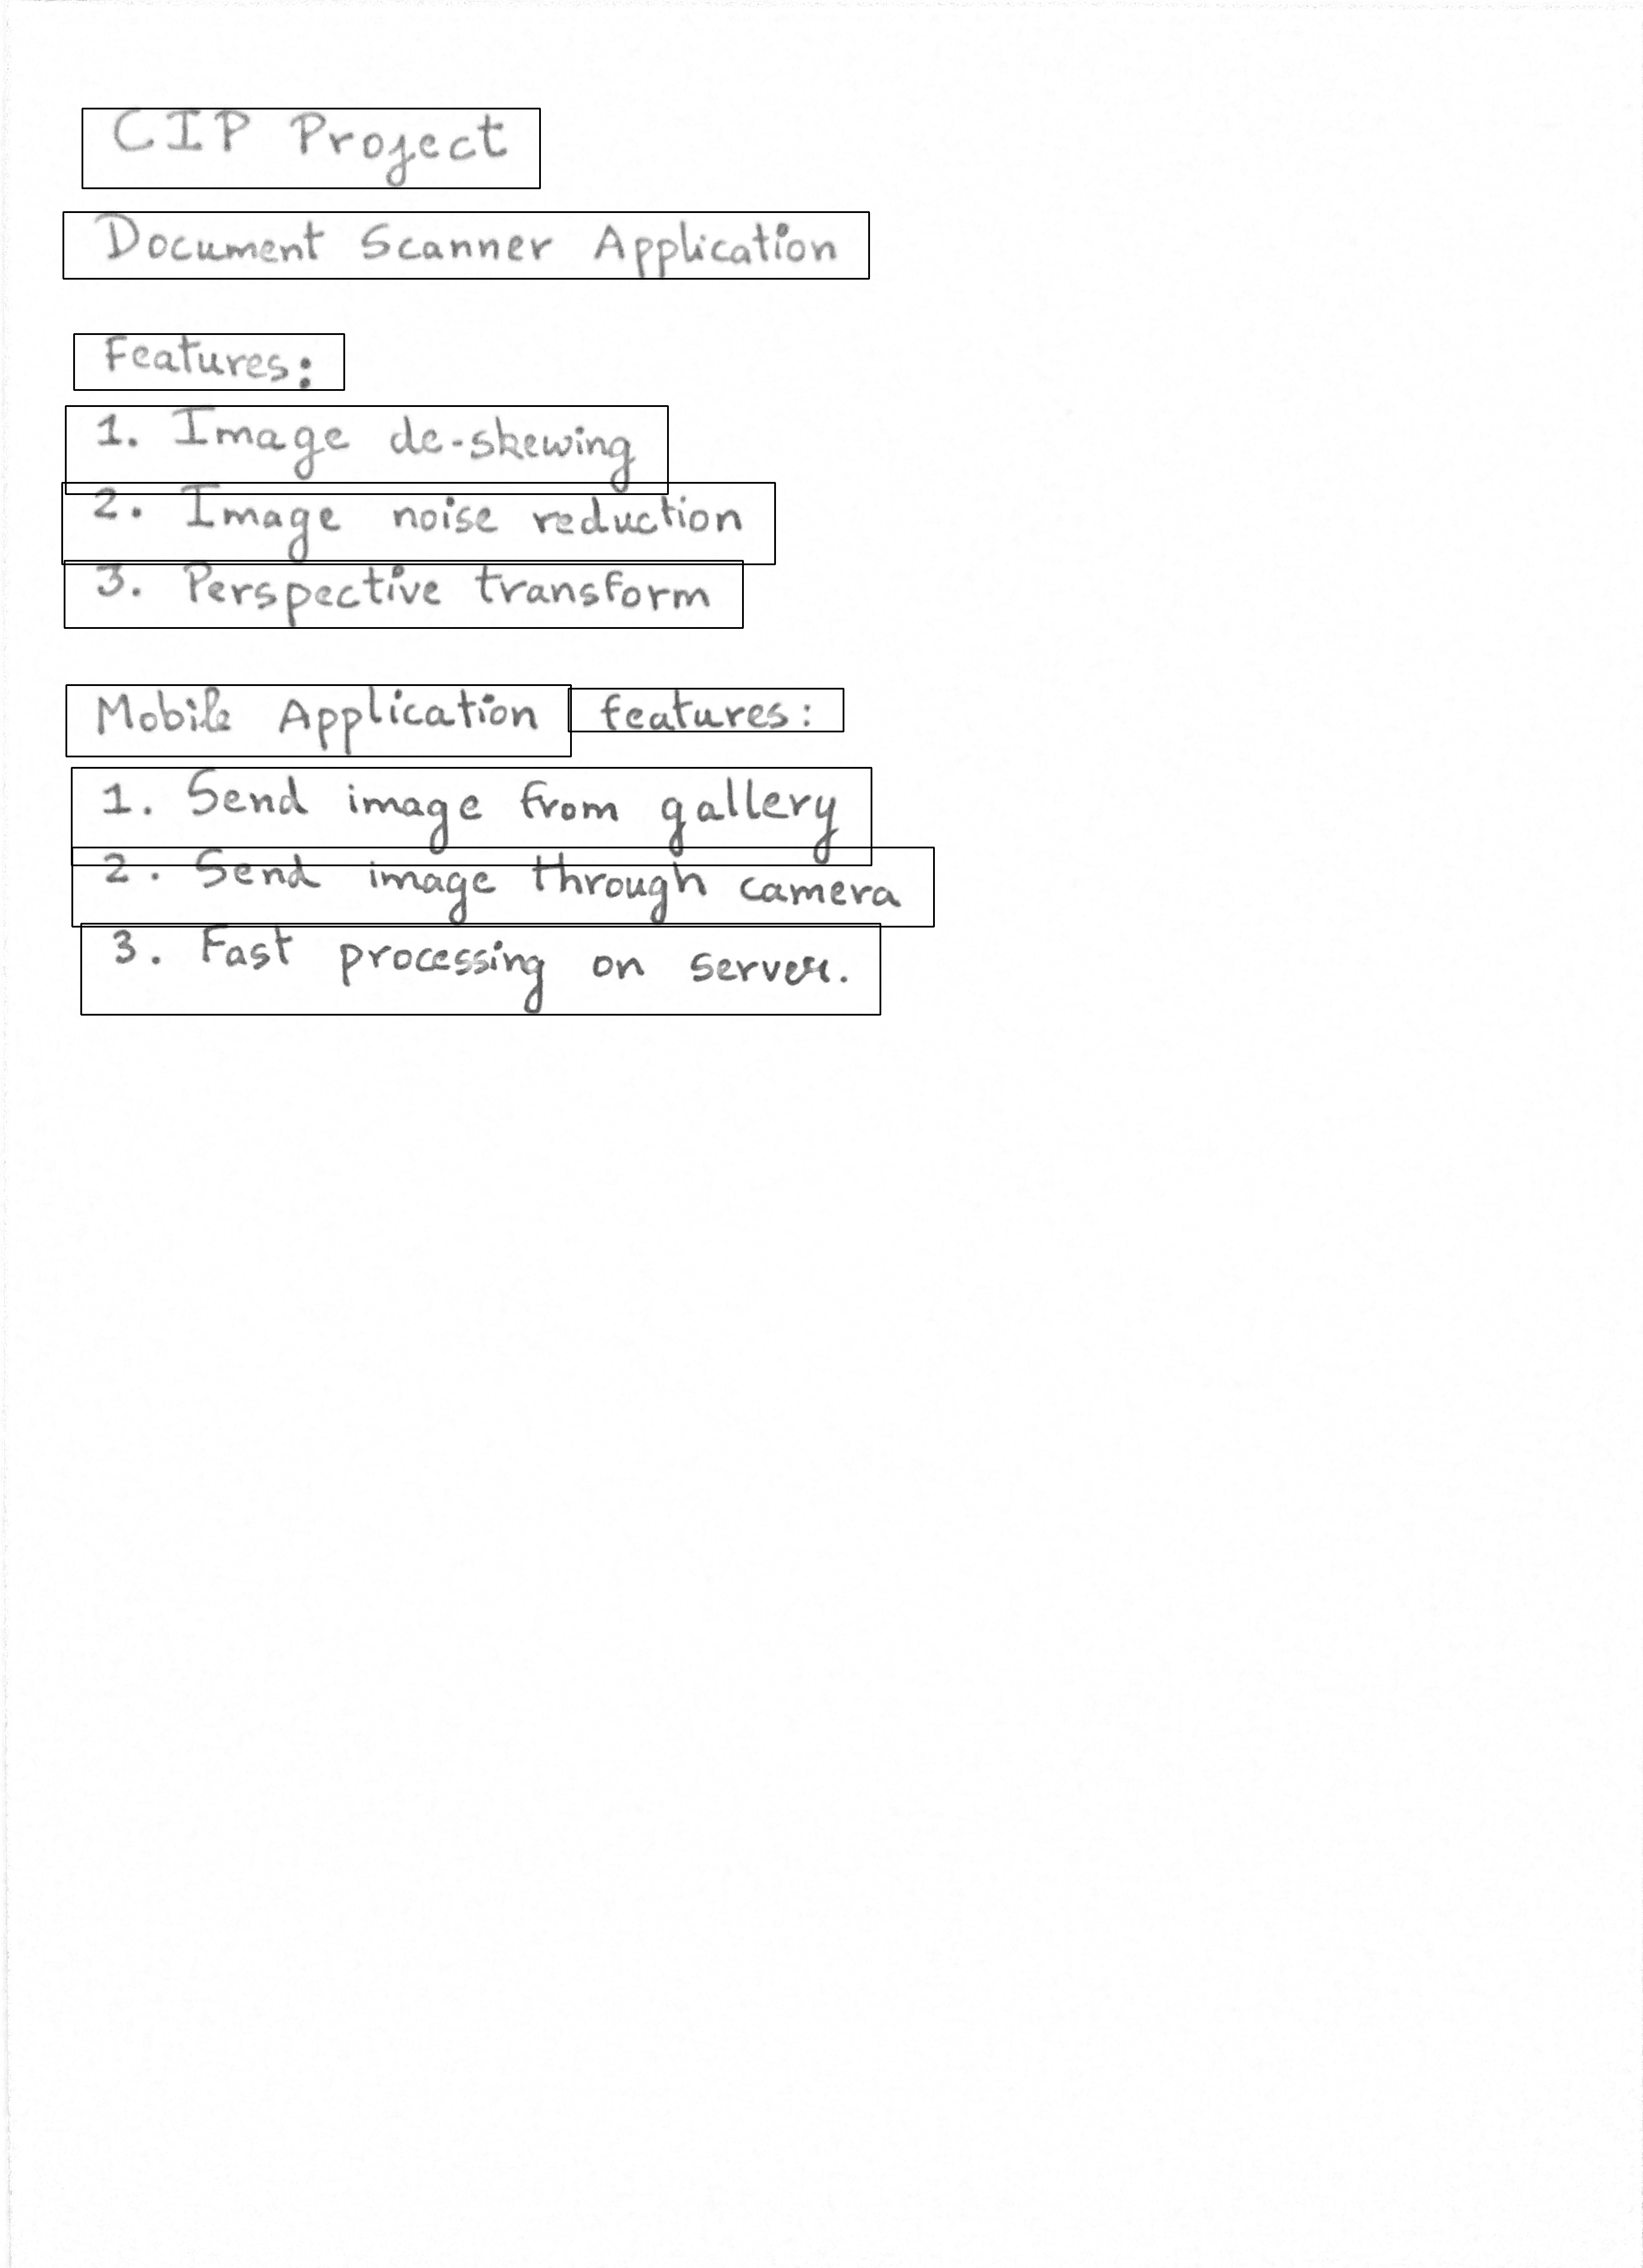 CIP Project
Document Scanner Application
Features:
1. Image de-skewing
2. Image noise reduction
3. Perspective transform
Mobile Application features:
1. Send image from gallery
2. Send image through camera
3. Fast processing on server.